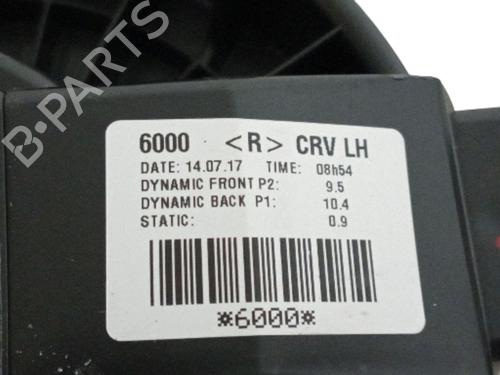 6000 <R> CRV LH
DATE: 14.07.17 TIME: 08h54
DYNAMIC FRONT P2: 9.5
DYNAMIC BACK P1: 10.4
STATIC: 0.9
*6000*
B-PARTS